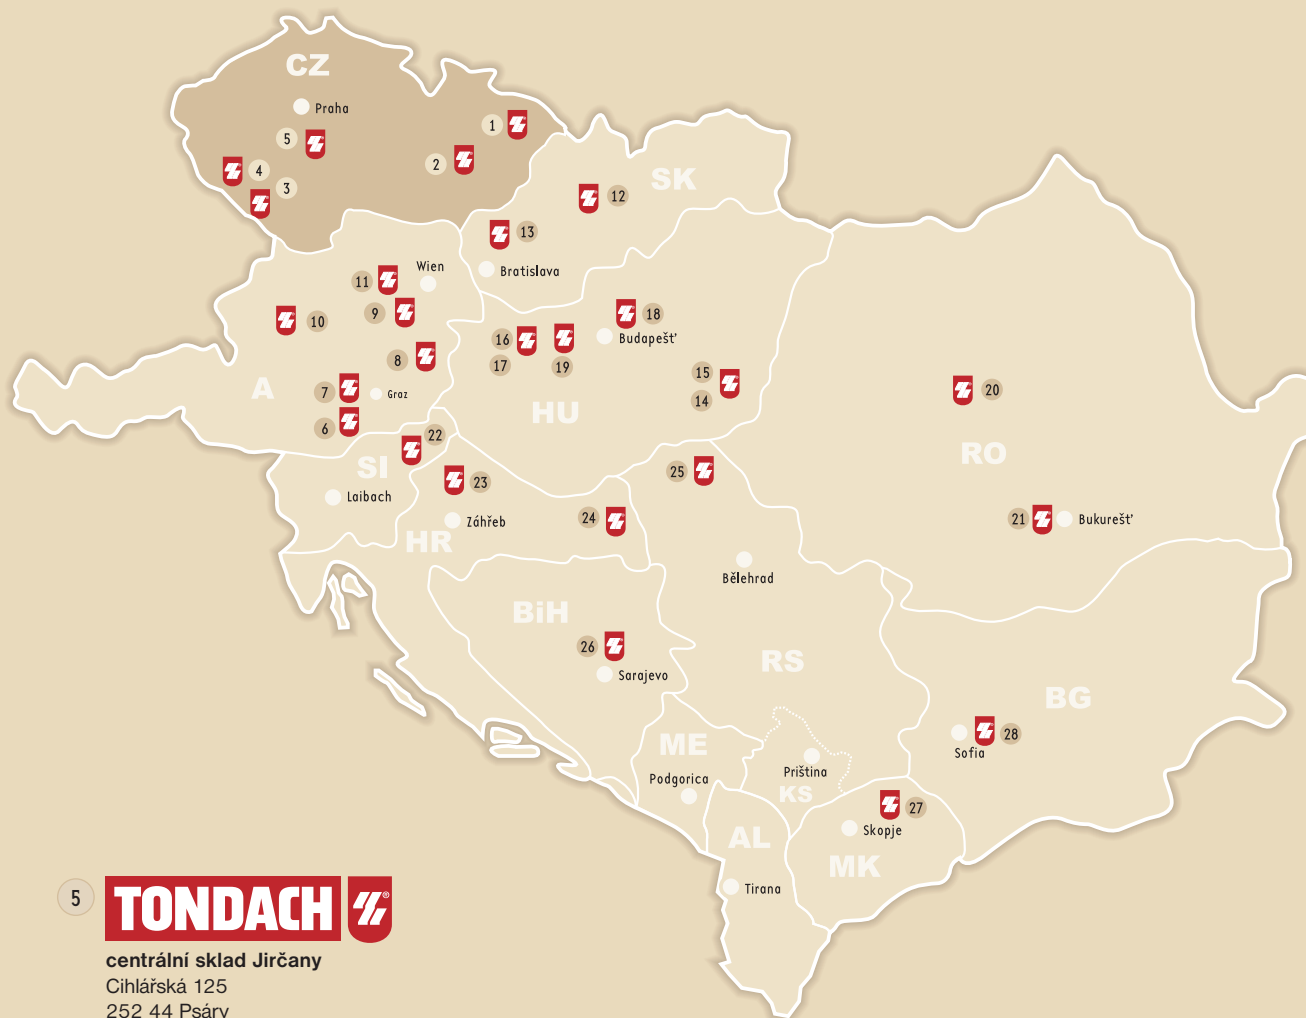 CZ
Praha
1
5
2
4
3
SK
12
13
Bratislava
Wien
11
9
10
8
A
7
Graz
6
18
Budapešť
16
17
19
15
14
HU
20
RO
21
Bukurešť
22
SI
Laibach
23
Záhřeb
HR
24
25
Bělehrad
BiH
26
Sarajevo
RS
BG
28
Sofia
ME
Podgorica
Priština
KS
27
Skopje
MK
AL
Tirana
5
TONDACH ®
centrální sklad Jirčany
Cihlářská 125
252 44 Psáry